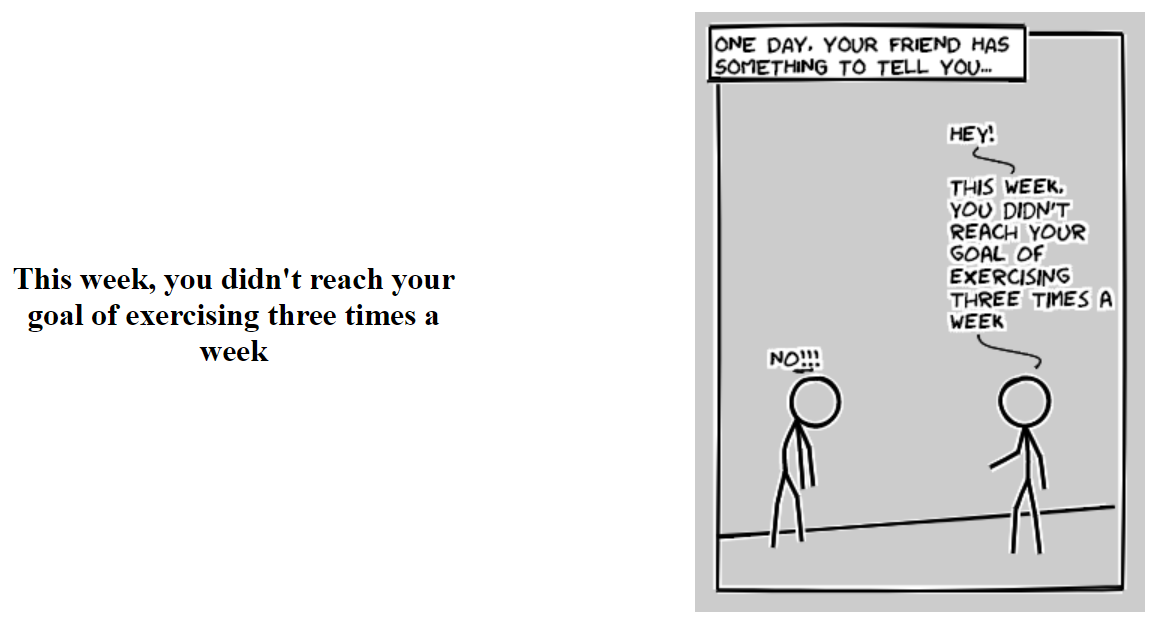 This week, you didn't reach your
goal of exercising three times a
week
ONE DAY, YOUR FRIEND HAS
SOMETHING TO TELL YOU...
HEY!
THIS WEEK,
YOU DIDN'T
REACH YOUR
GOAL OF
EXERCISING
THREE TIMES A
WEEK
NO!!!